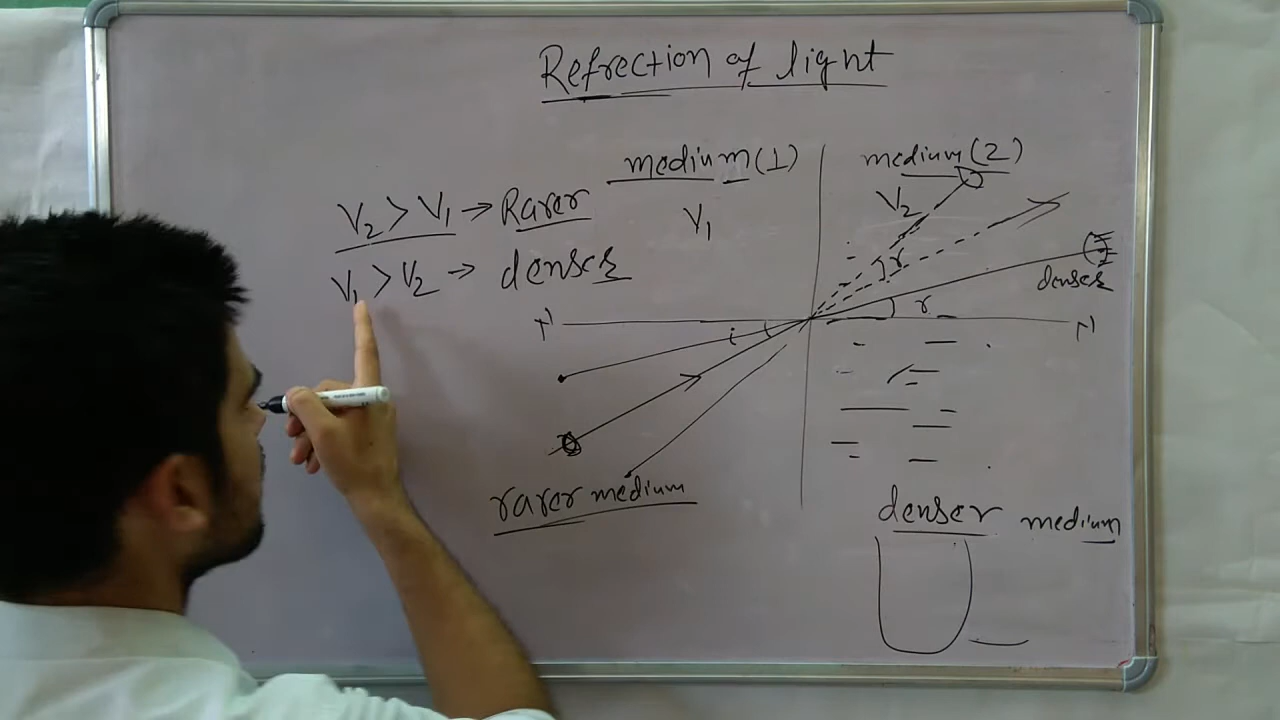 Refrection of light
medium(1)
medium(2)
V2 > V1 → Rarer
V1
V2
V1 > V2 → denser
r
denser
N
i
r
N
rarer medium
denser medium